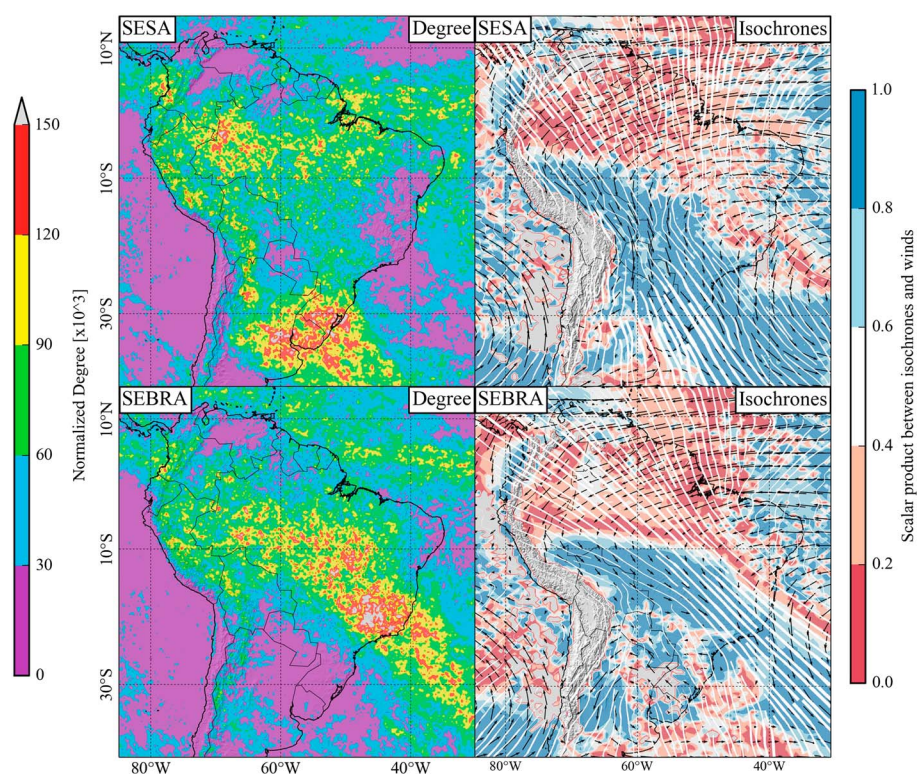 SESA Degree SESA Isochrones
10°N
10°S
30°S
150
120
90
60
30
0
Normalized Degree [x10^3]
1.0
0.8
0.6
0.4
0.2
0.0
Scalar product between isochrones and winds
SEBRA Degree SEBRA Isochrones
10°N
10°S
30°S
80°W 60°W 40°W 80°W 60°W 40°W